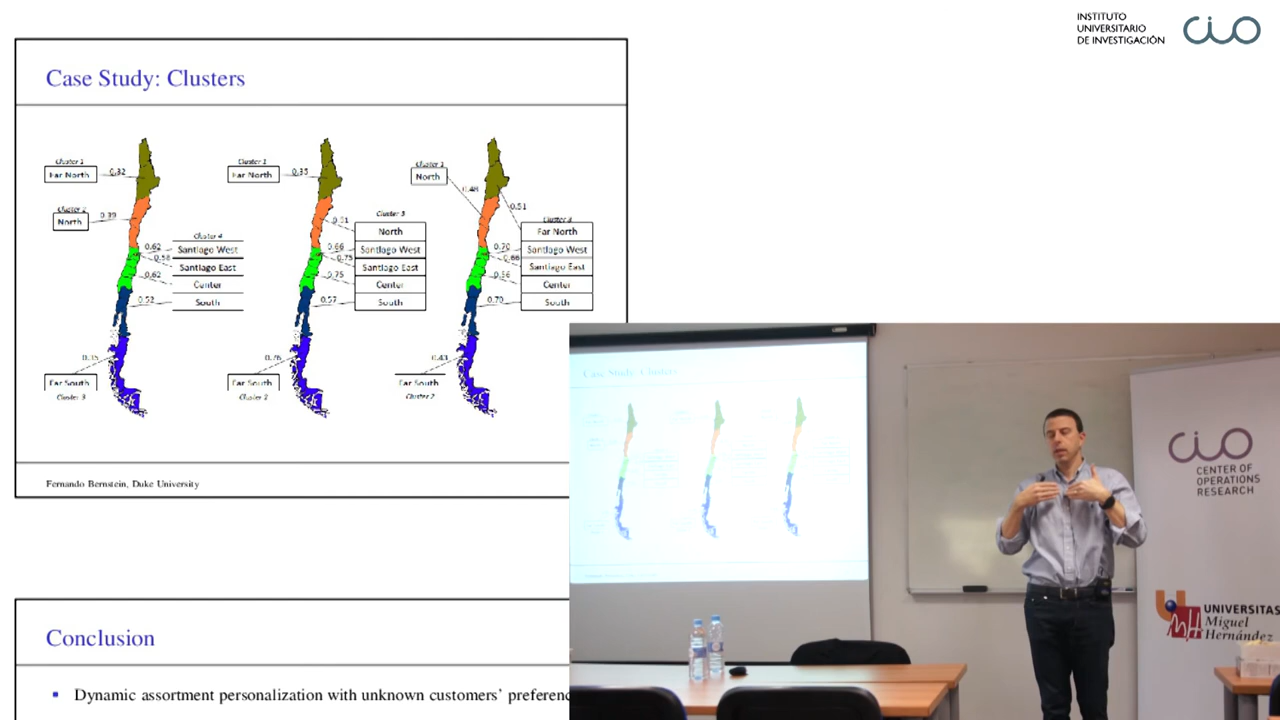 INSTITUTO
UNIVERSITARIO
DE INVESTIGACIÓN
CIO
Case Study: Clusters
Cluster 1
Far North
0.32
Cluster 2
North
0.39
Cluster 4
0.62
Santiago West
0.58
Santiago East
0.62
Center
0.52
South
0.35
Far South
Cluster 3
Cluster 1
Far North
0.35
Cluster 3
0.51
North
0.66
Santiago West
0.75
Santiago East
0.75
Center
0.57
South
0.76
Far South
Cluster 2
Cluster 1
North
0.48
0.51
Cluster 3
Far North
0.70
Santiago West
0.66
Santiago East
0.56
Center
0.70
South
0.43
Far South
Cluster 2
Fernando Bernstein, Duke University
Conclusion
Dynamic assortment personalization with unknown customers’ preferenc
Case Study: Clusters
CIO
CENTER OF
OPERATIONS
RESEARCH
UNIVERSITAS
Miguel
Hernández